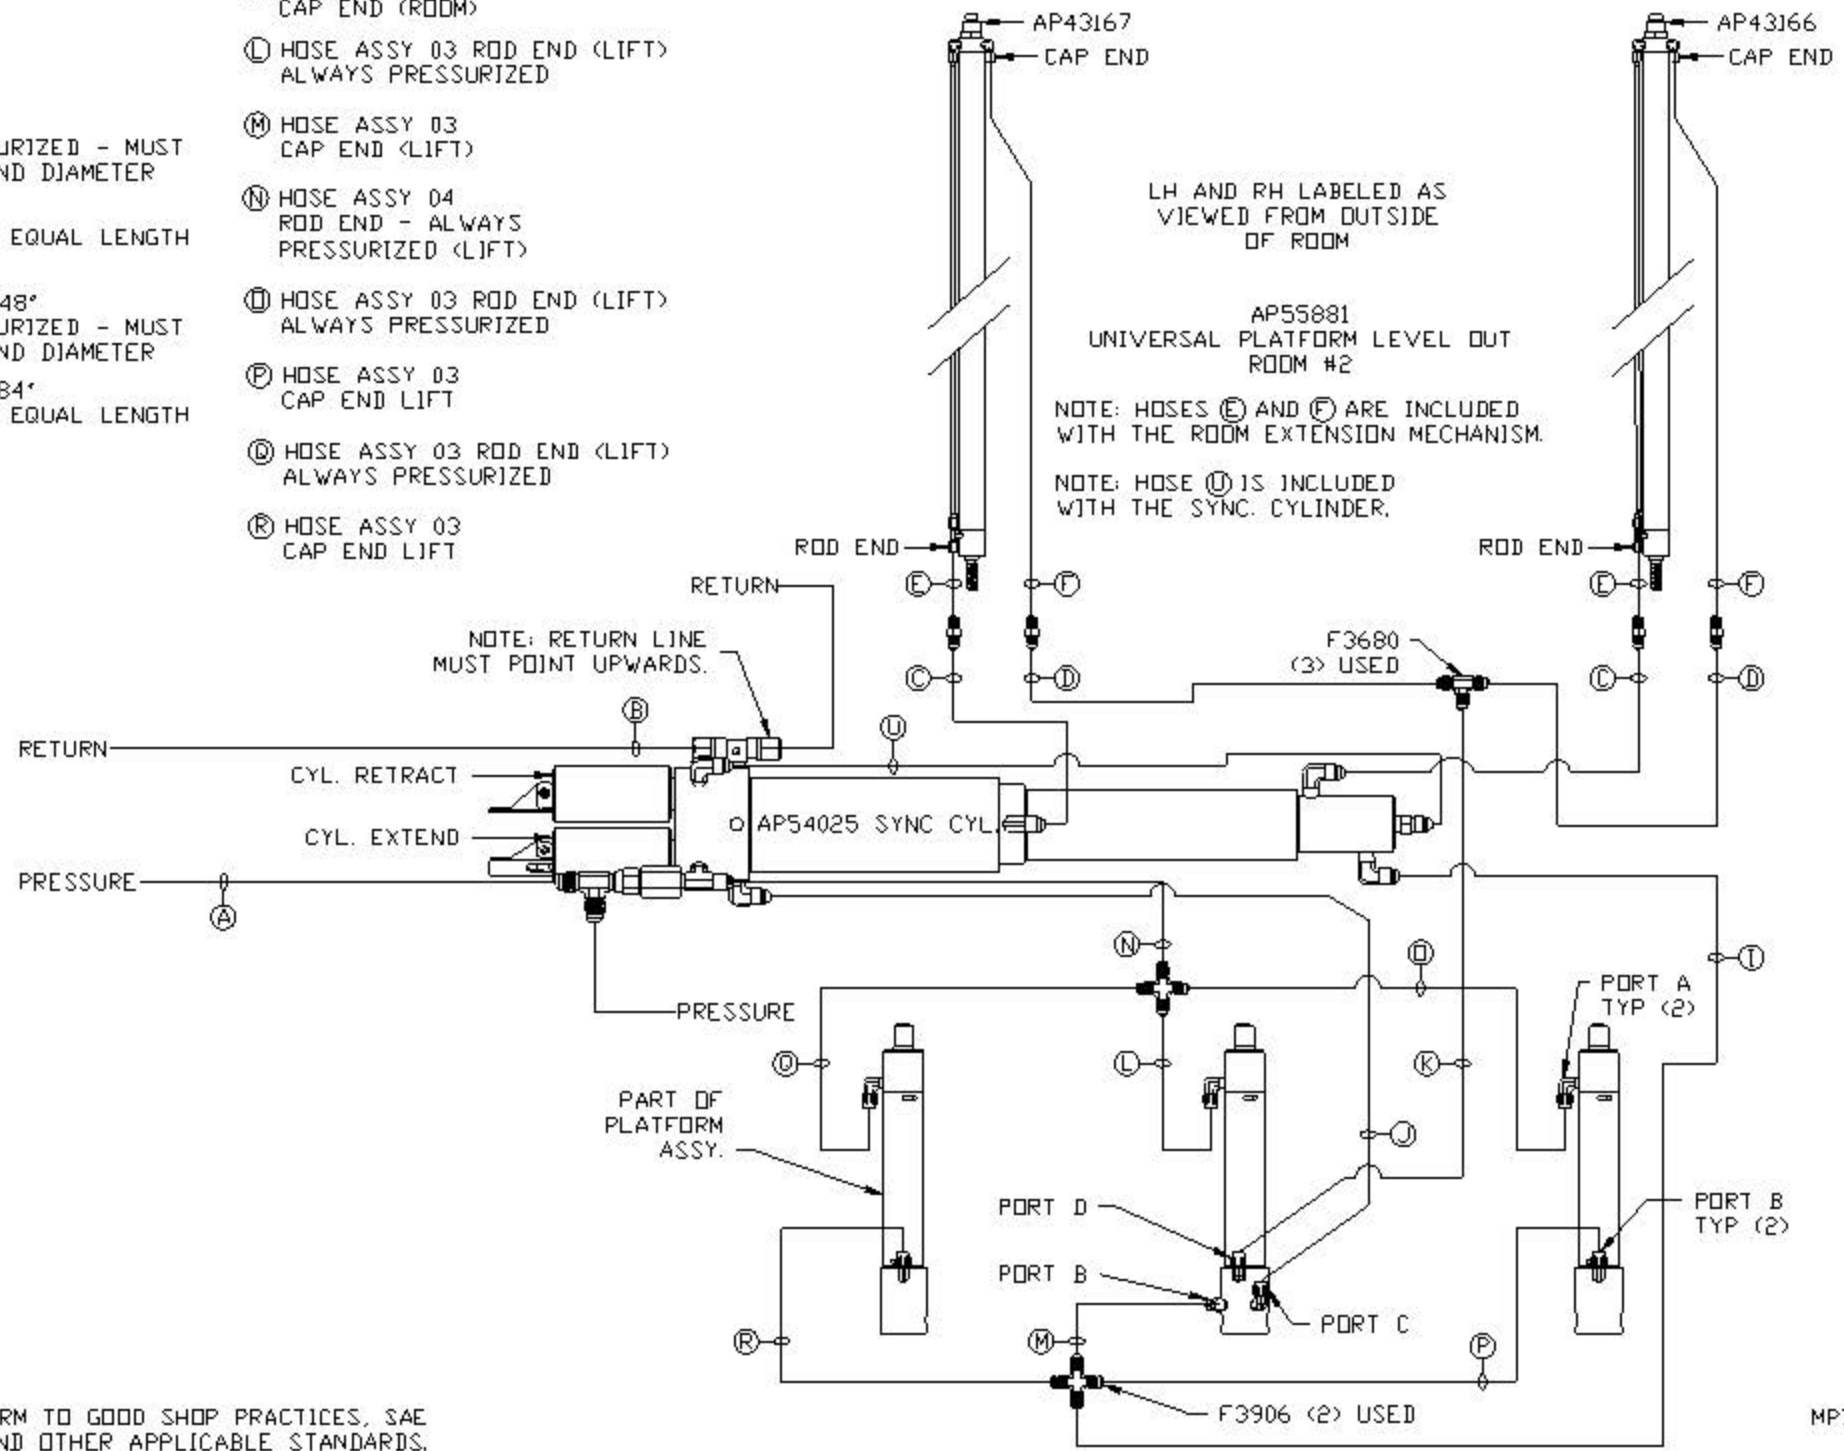 CAP END (ROOM)
L HOSE ASSY 03 ROD END (LIFT)
ALWAYS PRESSURIZED
M HOSE ASSY 03
CAP END (LIFT)
N HOSE ASSY 04
ROD END - ALWAYS
PRESSURIZED (LIFT)
O HOSE ASSY 03 ROD END (LIFT)
ALWAYS PRESSURIZED
P HOSE ASSY 03
CAP END LIFT
Q HOSE ASSY 03 ROD END (LIFT)
ALWAYS PRESSURIZED
R HOSE ASSY 03
CAP END LIFT
URIZED - MUST
ND DIAMETER
EQUAL LENGTH
48"
URIZED - MUST
ND DIAMETER
84"
EQUAL LENGTH
AP43167
CAP END
AP43166
CAP END
LH AND RH LABELED AS
VIEWED FROM OUTSIDE
OF ROOM
AP55881
UNIVERSAL PLATFORM LEVEL OUT
ROOM #2
NOTE: HOSES E AND F ARE INCLUDED
WITH THE ROOM EXTENSION MECHANISM.
NOTE: HOSE U IS INCLUDED
WITH THE SYNC. CYLINDER.
ROD END
ROD END
E
F
E
F
RETURN
NOTE: RETURN LINE
MUST POINT UPWARDS.
F3680
(3) USED
C
D
C
D
B
U
RETURN
CYL. RETRACT
AP54025 SYNC CYL.
CYL. EXTEND
PRESSURE
A
N
O
I
PORT A
TYP (2)
PRESSURE
Q
L
K
PART OF
PLATFORM
ASSY.
J
PORT D
PORT B
TYP (2)
PORT B
PORT C
R
M
P
F3906 (2) USED
RM TO GOOD SHOP PRACTICES, SAE
ND OTHER APPLICABLE STANDARDS.